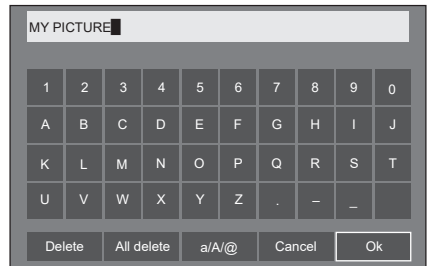 MY PICTURE
1 2 3 4 5 6 7 8 9 0
A B C D E F G H I J
K L M N O P Q R S T
U V W X Y Z . – _
Delete All delete a/A/@ Cancel Ok